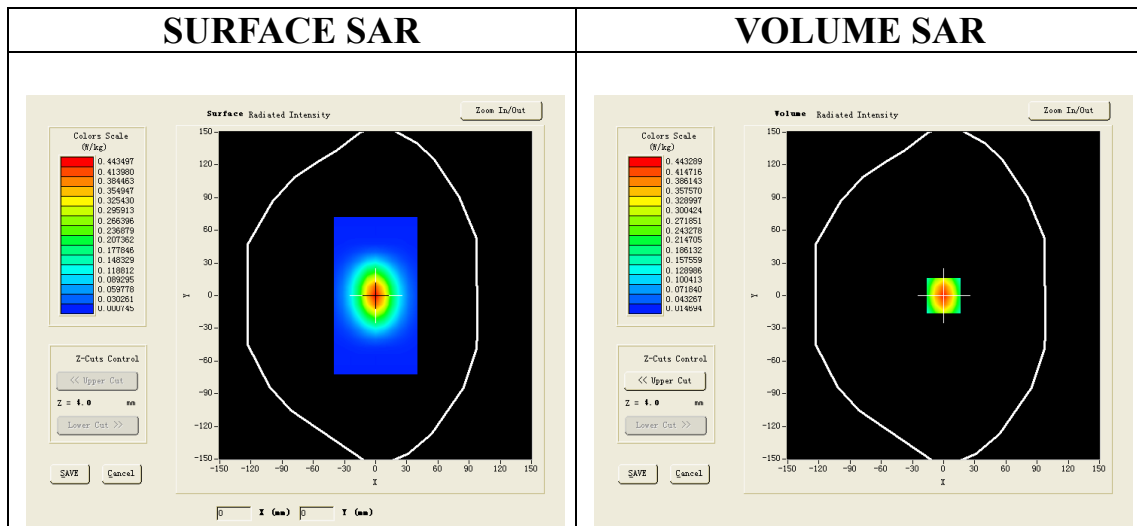 SURFACE SAR
VOLUME SAR
Surface Radiated Intensity
Zoom In/Out
Colors Scale
(W/kg)
0.443497
0.413980
0.384463
0.354947
0.325430
0.295913
0.266396
0.236879
0.207362
0.177846
0.148329
0.118812
0.089295
0.059778
0.030261
0.000745
150
120
90
60
30
0
-30
-60
-90
-120
-150
Y
-150 -120 -90 -60 -30 0 30 60 90 120 150
X
Z-Cuts Control
<< Upper Cut
Z = 4.0 mm
Lower Cut >>
SAVE Cancel
0 X (mm) 0 Y (mm)
Volume Radiated Intensity
Zoom In/Out
Colors Scale
(W/kg)
0.443289
0.414716
0.386143
0.357570
0.328997
0.300424
0.271851
0.243278
0.214705
0.186132
0.157559
0.128986
0.100413
0.071840
0.043267
0.014694
150
120
90
60
30
0
-30
-60
-90
-120
-150
Y
-150 -120 -90 -60 -30 0 30 60 90 120 150
X
Z-Cuts Control
<< Upper Cut
Z = 4.0 mm
Lower Cut >>
SAVE Cancel